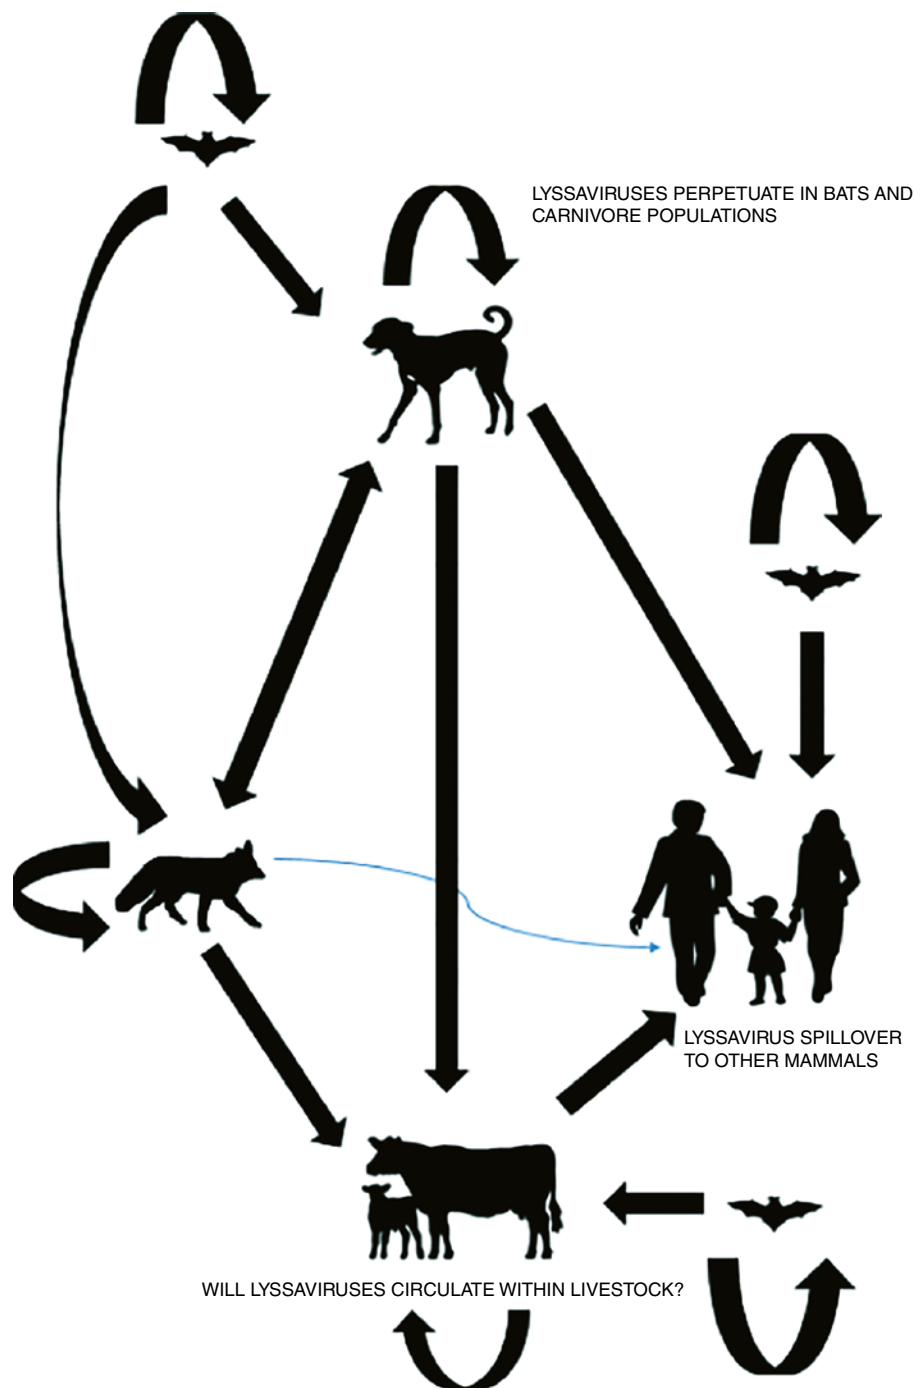 LYSSAVIRUSES PERPETUATE IN BATS AND
CARNIVORE POPULATIONS
LYSSAVIRUS SPILLOVER
TO OTHER MAMMALS
WILL LYSSAVIRUSES CIRCULATE WITHIN LIVESTOCK?